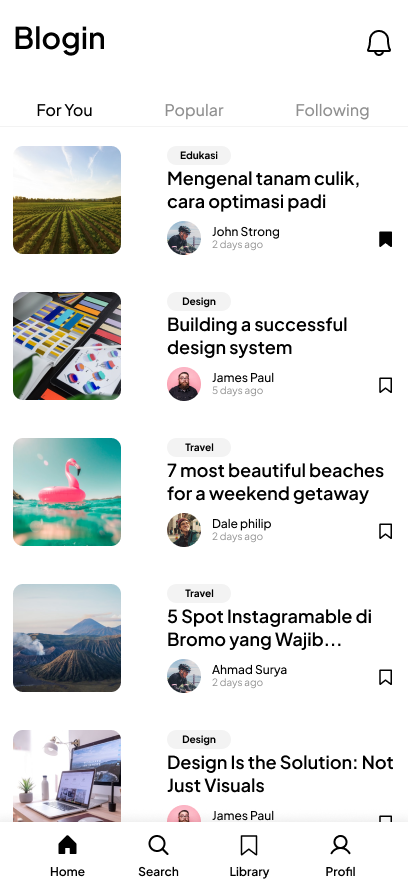 Blogin
For You
Popular
Following
Edukasi
Mengenal tanam culik,
cara optimasi padi
John Strong
2 days ago
Design
Building a successful
design system
James Paul
5 days ago
Travel
7 most beautiful beaches
for a weekend getaway
Dale philip
2 days ago
Travel
5 Spot Instagramable di
Bromo yang Wajib...
Ahmad Surya
2 days ago
Design
Design Is the Solution: Not
Just Visuals
James Paul
Home
Search
Library
Profil